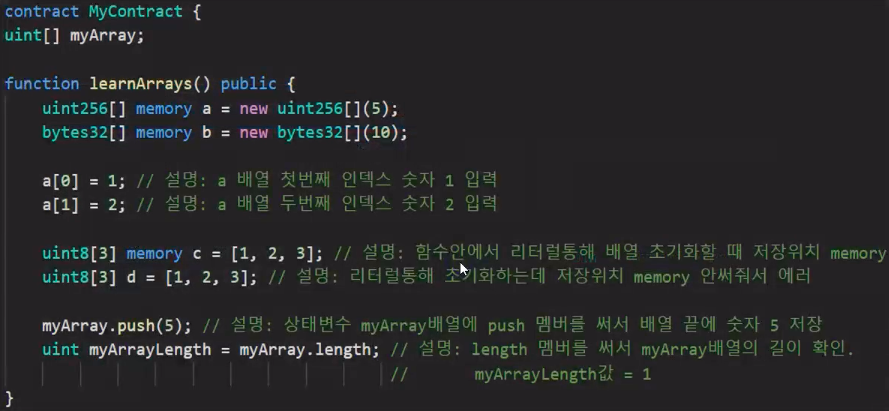 contract MyContract {
uint[] myArray;
function learnArrays() public {
uint256[] memory a = new uint256[](5);
bytes32[] memory b = new bytes32[](10);
a[0] = 1; // 설명: a 배열 첫번째 인덱스 숫자 1 입력
a[1] = 2; // 설명: a 배열 두번째 인덱스 숫자 2 입력
uint8[3] memory c = [1, 2, 3]; // 설명: 함수안에서 리터럴통해 배열 초기화할 때 저장위치 memory
uint8[3] d = [1, 2, 3]; // 설명: 리터럴통해 초기화하는데 저장위치 memory 안써줘서 에러
myArray.push(5); // 설명: 상태변수 myArray배열에 push 멤버를 써서 배열 끝에 숫자 5 저장
uint myArrayLength = myArray.length; // 설명: length 멤버를 써서 myArray배열의 길이 확인.
// myArrayLength값 = 1
}